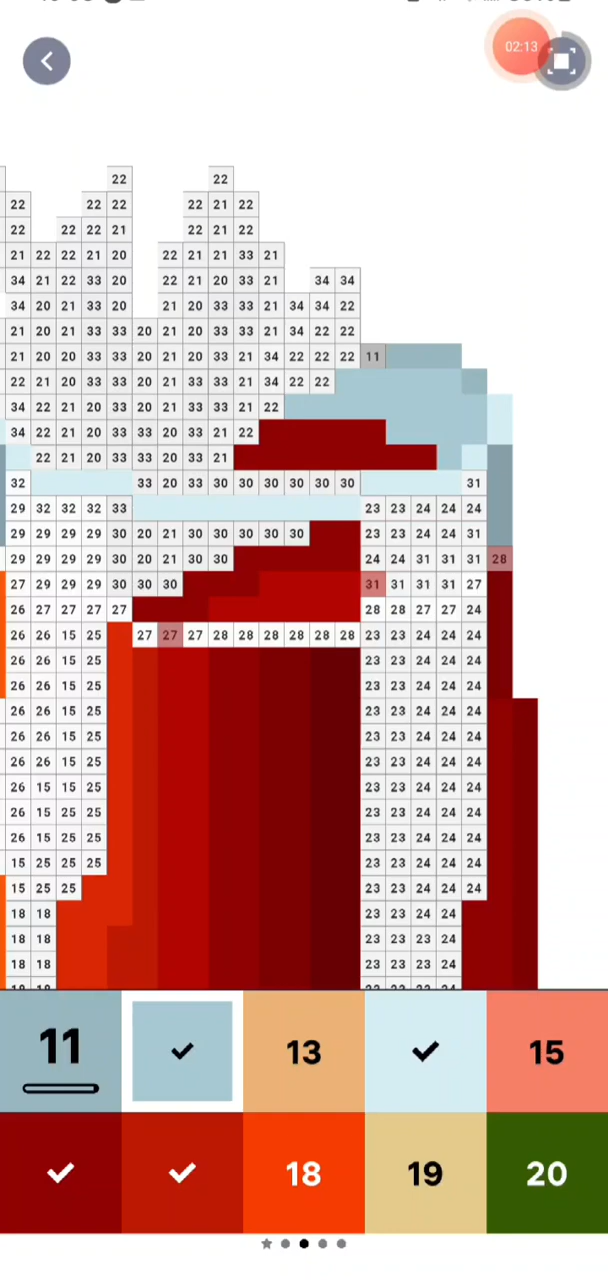 02:13
22 22
22 22 22 22 21 22
22 22 22 21 22 21 22
21 22 22 21 20 22 21 21 33 21
34 21 22 33 20 22 21 20 33 21 34 34
34 20 21 33 20 21 20 33 33 21 34 34 22
21 20 21 33 33 20 21 20 33 33 21 34 22 22
21 20 20 33 33 20 21 20 33 21 34 22 22 22 11
22 21 20 33 33 20 21 33 33 21 34 22 22
34 22 21 20 33 20 21 33 33 21 22
34 22 21 20 33 33 20 33 21 22
22 21 20 33 20 20 33 21
32 33 20 33 30 30 30 30 30 31
29 32 32 32 33 23 23 24 24 24
29 29 29 29 30 20 21 30 30 30 30 30 23 23 24 24 31
29 29 29 29 30 20 21 30 30 24 24 31 31 31 28
27 29 29 29 30 30 30 31 31 31 31 27
26 27 27 27 27 28 28 27 27 24
26 26 15 25 27 27 27 28 28 28 28 28 28 23 23 24 24 24
26 26 15 25 23 23 24 24 24
26 26 15 25 23 23 24 24 24
26 26 15 25 23 23 24 24 24
26 26 15 25 23 23 24 24 24
26 26 15 25 23 23 24 24 24
26 15 15 25 23 23 24 24 24
26 15 25 25 23 23 24 24 24
26 15 25 25 23 23 24 24 24
15 25 25 25 23 23 24 24 24
15 25 25 23 23 24 24 24
18 18 23 23 24 24
18 18 23 23 23 24
18 18 23 23 23 24
11 13 15
18 19 20